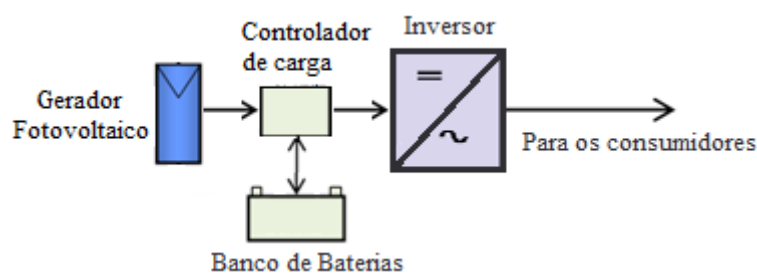 Gerador
Fotovoltaico
Controlador
de carga
Inversor
Para os consumidores
Banco de Baterias